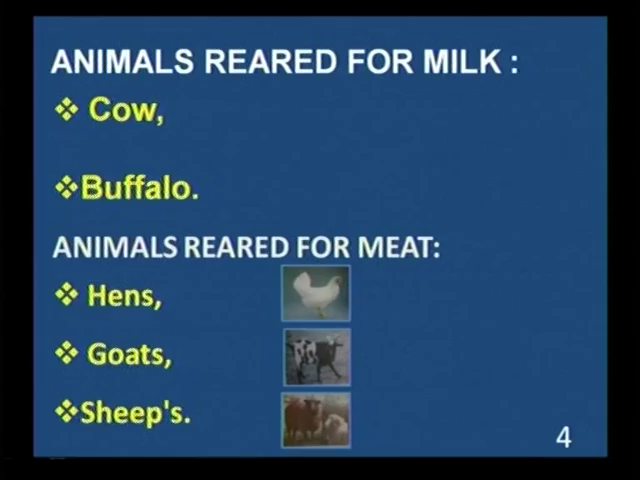 ANIMALS REARED FOR MILK :
❖ Cow,
❖Buffalo.
ANIMALS REARED FOR MEAT:
❖ Hens,
❖ Goats,
❖Sheep's.
4